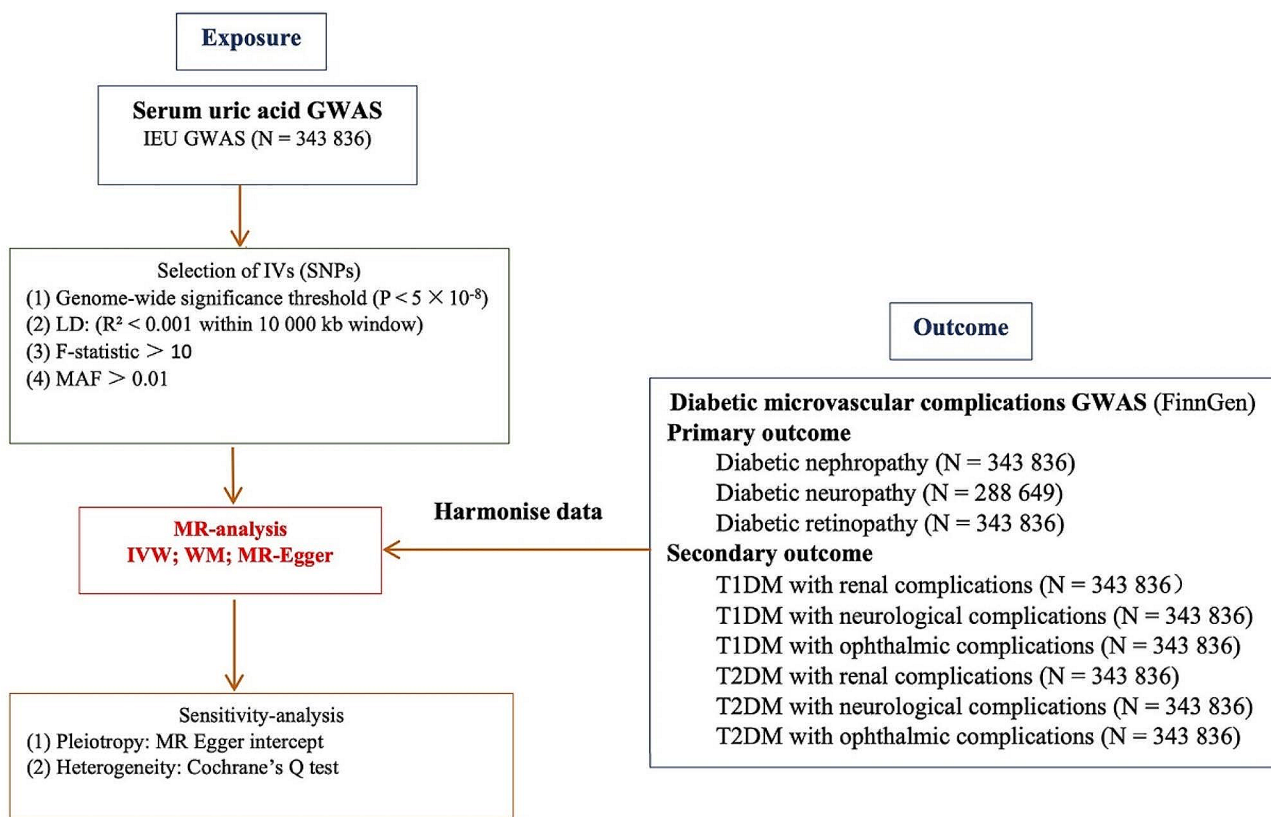 Exposure
Serum uric acid GWAS
IEU GWAS (N = 343 836)
Selection of IVs (SNPs)
(1) Genome-wide significance threshold (P < 5 × 10⁻⁸)
(2) LD: (R² < 0.001 within 10 000 kb window)
(3) F-statistic > 10
(4) MAF > 0.01
MR-analysis
IVW; WM; MR-Egger
Harmonise data
Sensitivity-analysis
(1) Pleiotropy: MR Egger intercept
(2) Heterogeneity: Cochrane’s Q test
Outcome
Diabetic microvascular complications GWAS (FinnGen)
Primary outcome
Diabetic nephropathy (N = 343 836)
Diabetic neuropathy (N = 288 649)
Diabetic retinopathy (N = 343 836)
Secondary outcome
T1DM with renal complications (N = 343 836）
T1DM with neurological complications (N = 343 836)
T1DM with ophthalmic complications (N = 343 836)
T2DM with renal complications (N = 343 836)
T2DM with neurological complications (N = 343 836)
T2DM with ophthalmic complications (N = 343 836)